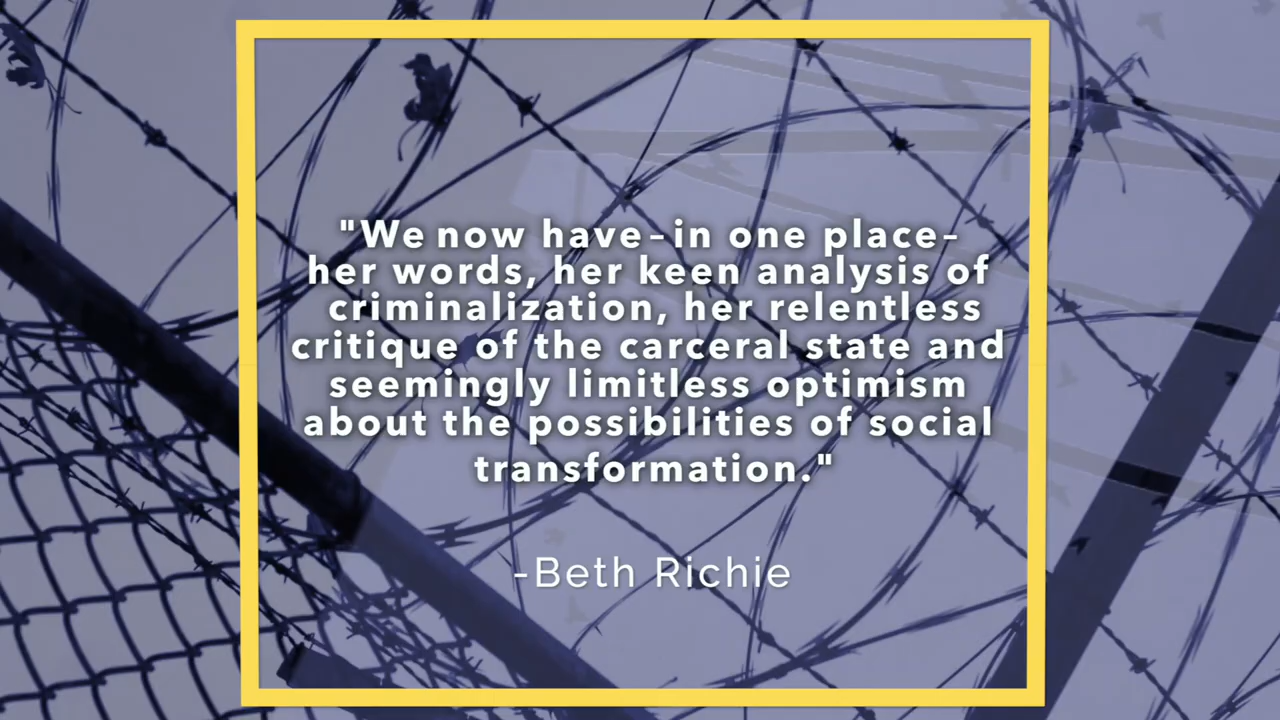 "We now have–in one place–
her words, her keen analysis of
criminalization, her relentless
critique of the carceral state and
seemingly limitless optimism
about the possibilities of social
transformation."
-Beth Richie